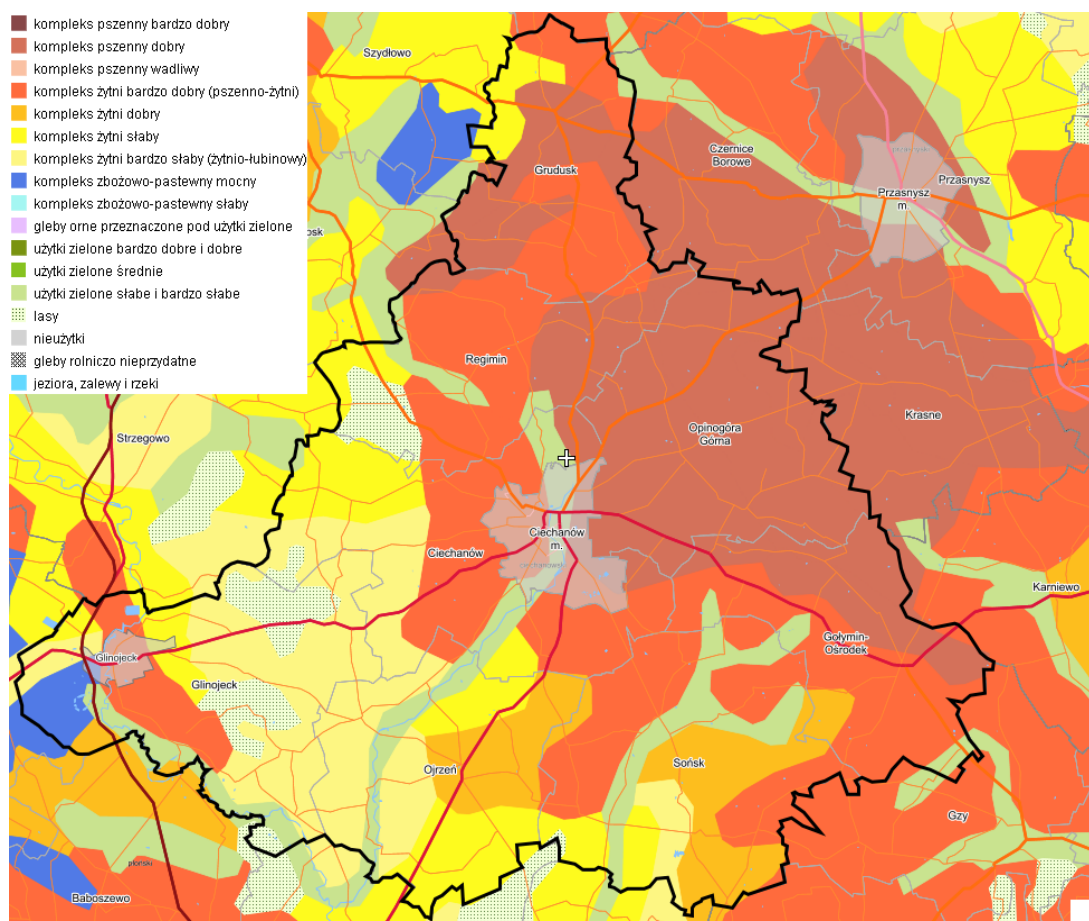 kompleks pszenny bardzo dobry
kompleks pszenny dobry
kompleks pszenny wadliwy
kompleks żytni bardzo dobry (pszenno-żytni)
kompleks żytni dobry
kompleks żytni słaby
kompleks żytni bardzo słaby (żytnio-łubinowy)
kompleks zbożowo-pastewny mocny
kompleks zbożowo-pastewny słaby
gleby orne przeznaczone pod użytki zielone
użytki zielone bardzo dobre i dobre
użytki zielone średnie
użytki zielone słabe i bardzo słabe
lasy
nieużytki
gleby rolniczo nieprzydatne
jeziora, zalewy i rzeki
Szydłowo
Grudusk
Czernice
Borowe
Przasnysz
Przasnysz
m.
osk
Regimin
Opinogóra
Górna
Krasne
Strzegowo
Ciechanów
Ciechanów
m.
ciechanowski
Karniewo
Gołymin-
Ośrodek
Glinojeck
Glinojeck
Ojrzeń
Sońsk
Gzy
płoński
Baboszewo